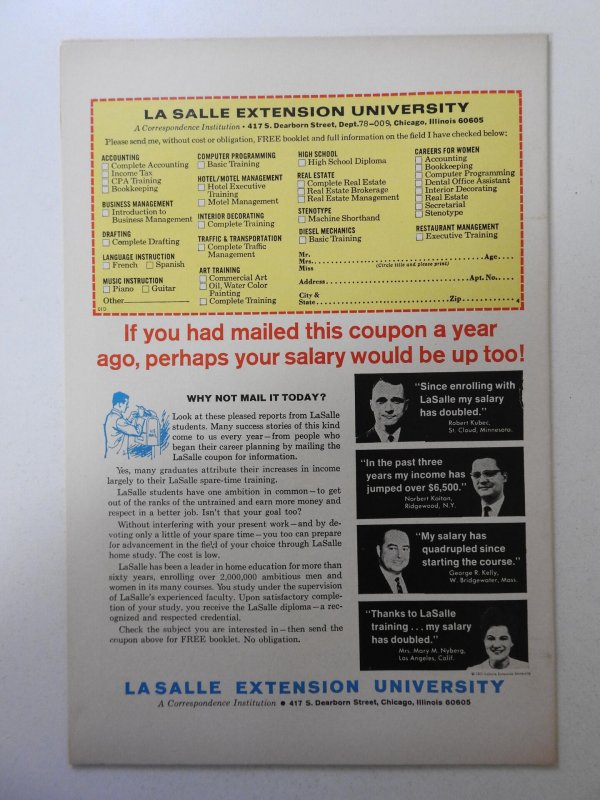 LA SALLE EXTENSION UNIVERSITY
A Correspondence Institution • 417 S. Dearborn Street, Dept. 78-009, Chicago, Illinois 60605
Please send me, without cost or obligation, FREE booklet and full information on the field I have checked below:
ACCOUNTING
Complete Accounting
Income Tax
CPA Training
Bookkeeping
BUSINESS MANAGEMENT
Introduction to
Business Management
DRAFTING
Complete Drafting
LANGUAGE INSTRUCTION
French Spanish
MUSIC INSTRUCTION
Piano Guitar
Other
COMPUTER PROGRAMMING
Basic Training
HOTEL/MOTEL MANAGEMENT
Hotel Executive
Training
Motel Management
INTERIOR DECORATING
Complete Training
TRAFFIC & TRANSPORTATION
Complete Traffic
Management
ART TRAINING
Commercial Art
Oil, Water Color
Painting
Complete Training
HIGH SCHOOL
High School Diploma
REAL ESTATE
Complete Real Estate
Real Estate Brokerage
Real Estate Management
STENOTYPE
Machine Shorthand
DIESEL MECHANICS
Basic Training
CAREERS FOR WOMEN
Accounting
Bookkeeping
Computer Programming
Dental Office Assistant
Interior Decorating
Real Estate
Secretarial
Stenotype
RESTAURANT MANAGEMENT
Executive Training
Mr.
Mrs. Age
Miss (Circle title and please print)
Address Apt. No.
City &
State Zip 4
If you had mailed this coupon a year
ago, perhaps your salary would be up too!
WHY NOT MAIL IT TODAY?
Look at these pleased reports from LaSalle
students. Many success stories of this kind
come to us every year—from people who
began their career planning by mailing the
LaSalle coupon for information.
Yes, many graduates attribute their increases in income
largely to their LaSalle spare-time training.
LaSalle students have one ambition in common—to get
out of the ranks of the untrained and earn more money and
respect in a better job. Isn't that your goal too?
Without interfering with your present work—and by de-
voting only a little of your spare time—you too can prepare
for advancement in the field of your choice through LaSalle
home study. The cost is low.
LaSalle has been a leader in home education for more than
sixty years, enrolling over 2,000,000 ambitious men and
women in its many courses. You study under the supervision
of LaSalle's experienced faculty. Upon satisfactory comple-
tion of your study, you receive the LaSalle diploma—a rec-
ognized and respected credential.
Check the subject you are interested in—then send the
coupon above for FREE booklet. No obligation.
"Since enrolling with
LaSalle my salary
has doubled."
Robert Kubec,
St. Cloud, Minnesota.
"In the past three
years my income has
jumped over $6,500."
Norbert Koiton,
Ridgewood, N.Y.
"My salary has
quadrupled since
starting the course."
George R. Kelly,
W. Bridgewater, Mass.
"Thanks to LaSalle
training . . . my salary
has doubled."
Mrs. Mary M. Nyberg,
Los Angeles, Calif.
LA SALLE EXTENSION UNIVERSITY
A Correspondence Institution • 417 S. Dearborn Street, Chicago, Illinois 60605